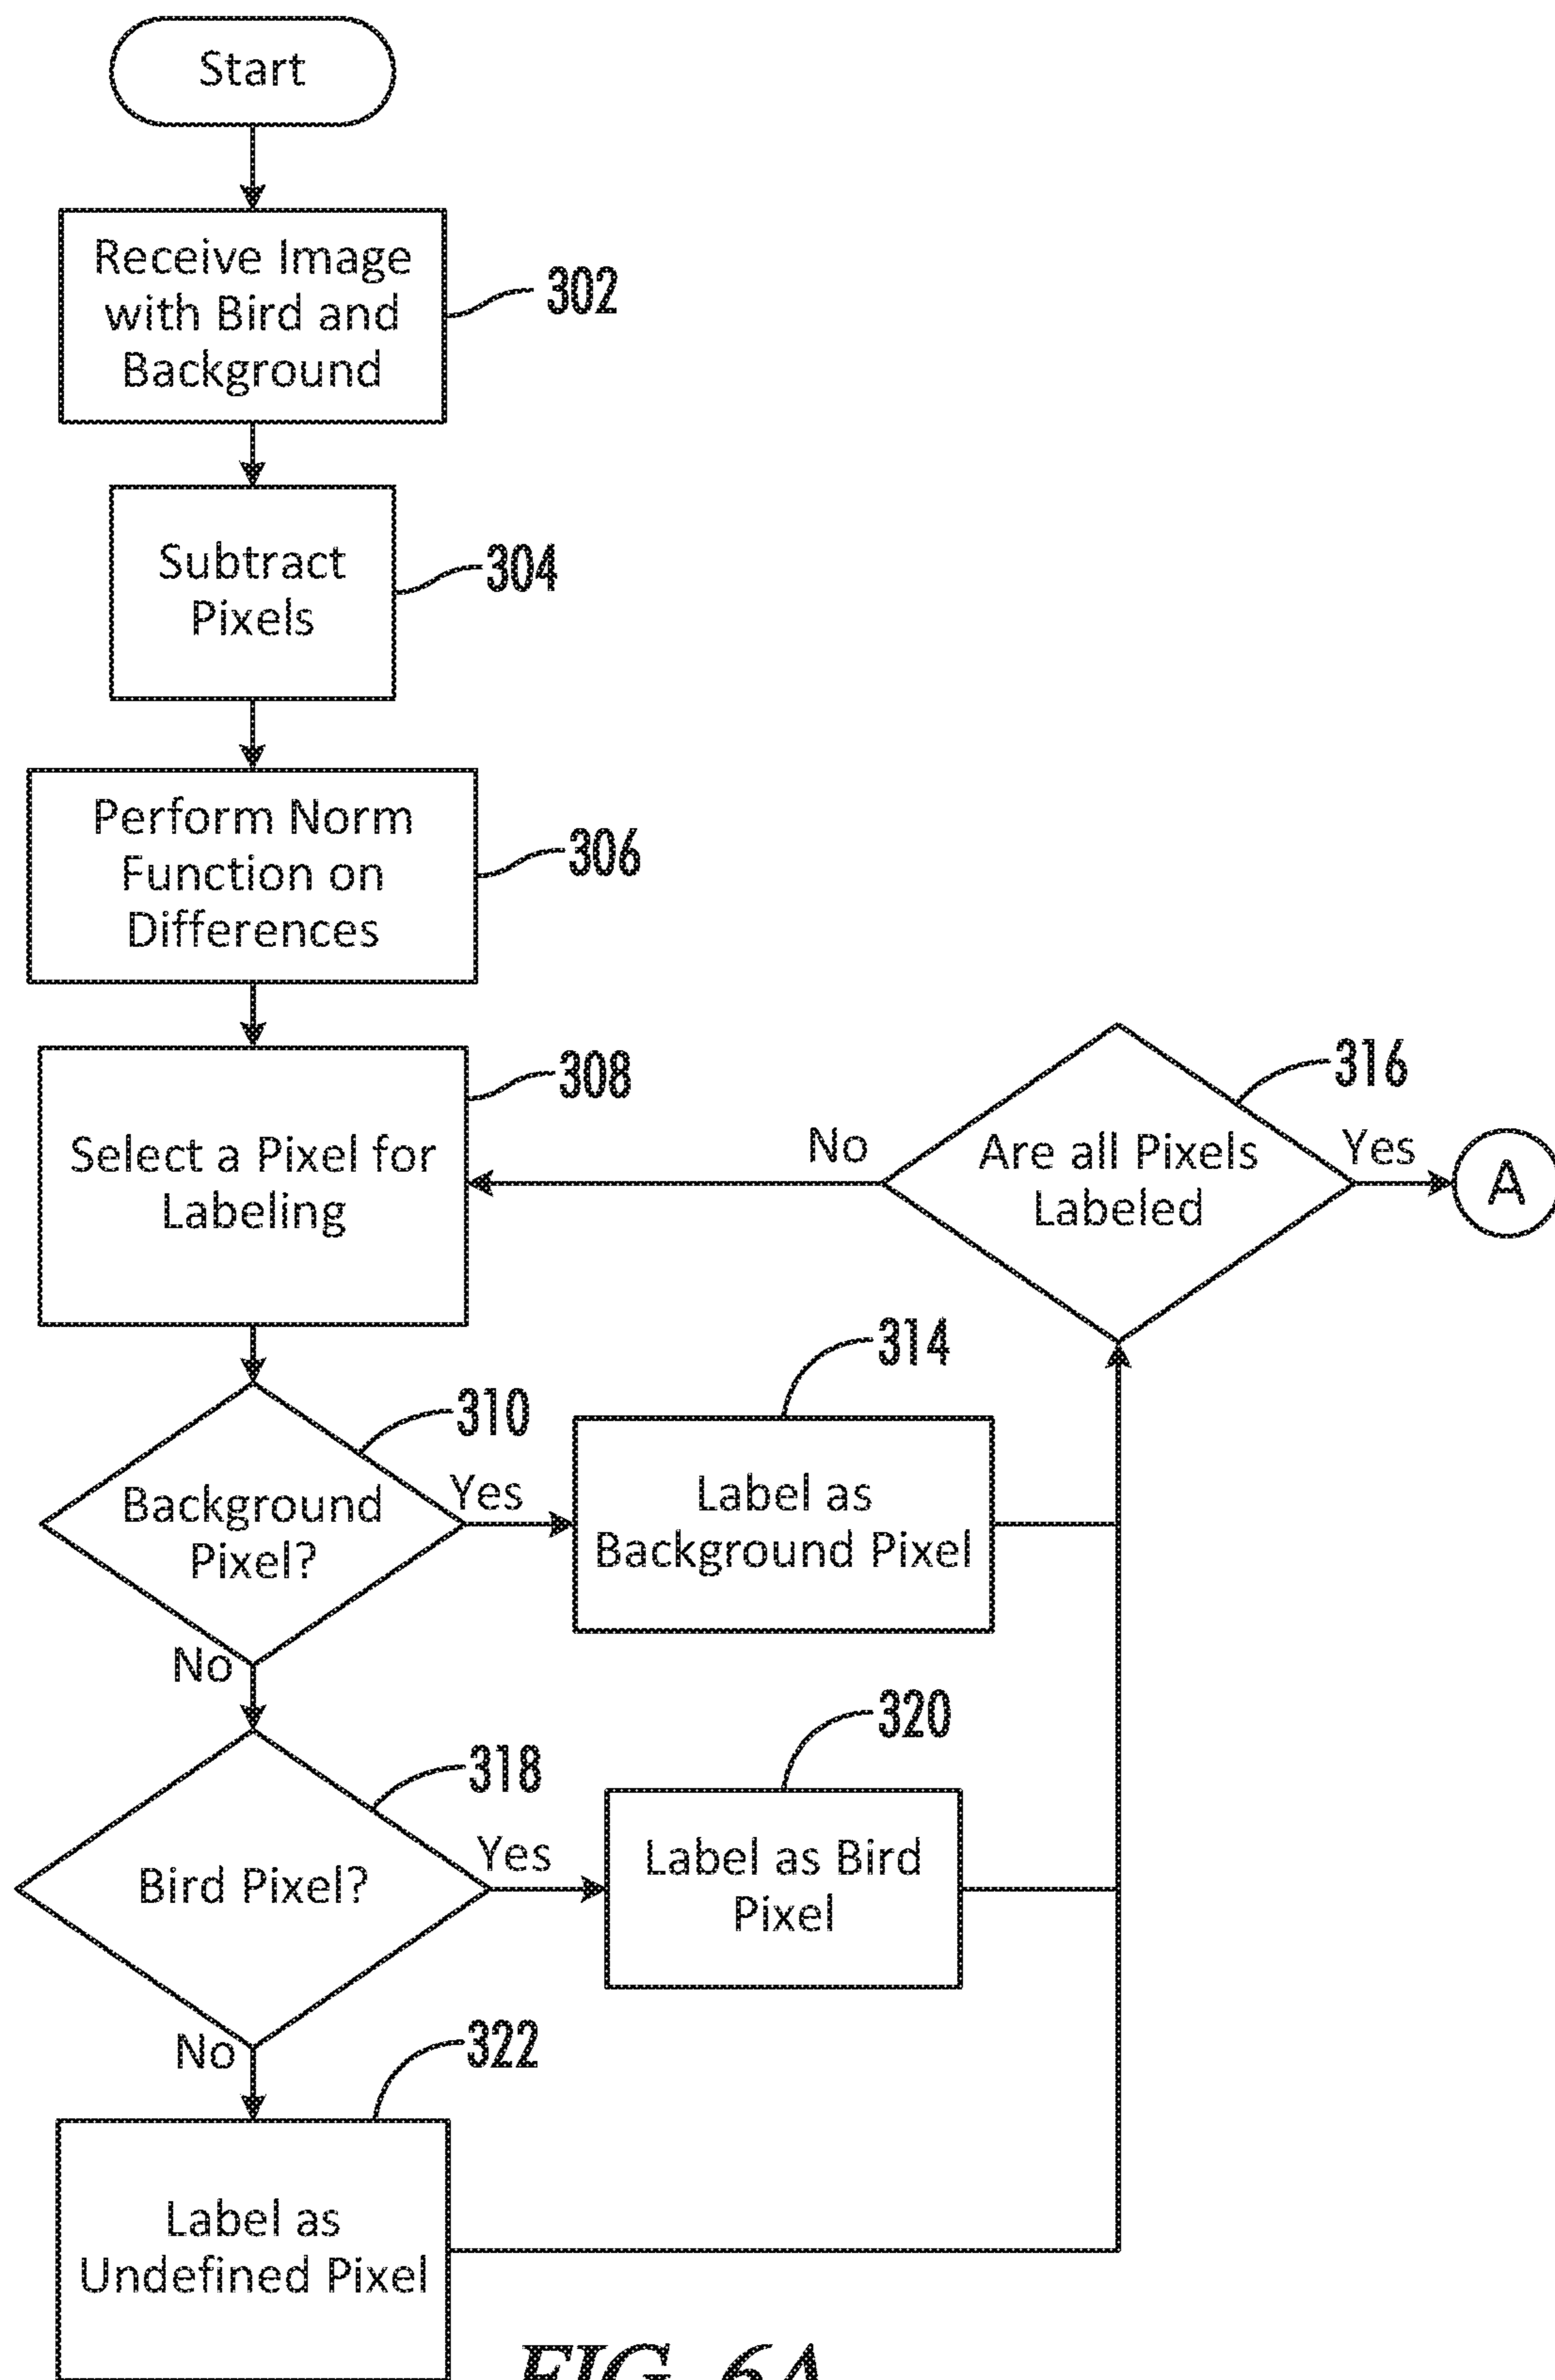 Start
Receive Image
with Bird and
Background
302
Subtract
Pixels
304
Perform Norm
Function on
Differences
306
Select a Pixel for
Labeling
308
No
Are all Pixels
Labeled
316
Yes
A
Background
Pixel?
310
Yes
Label as
Background Pixel
314
No
Bird Pixel?
318
Yes
Label as Bird
Pixel
320
No
Label as
Undefined Pixel
322
FIG. 6A